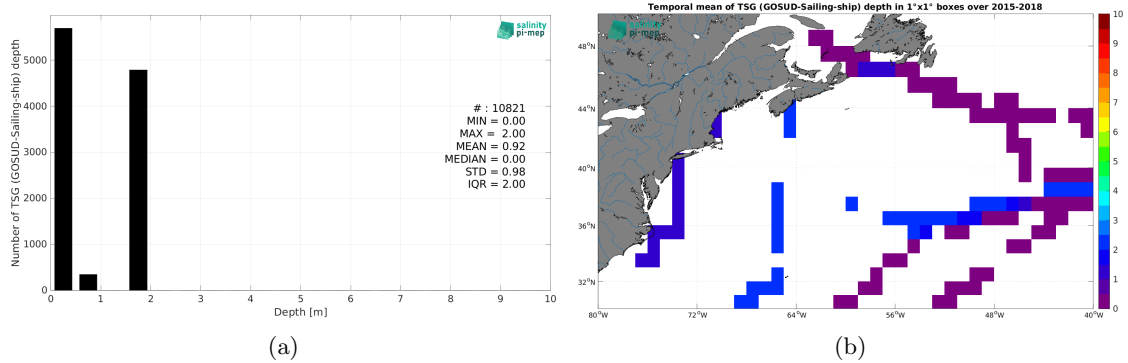 Temporal mean of TSG (GOSUD-Sailing-ship) depth in 1°x1° boxes over 2015-2018
salinity
pi-mep
Number of TSG (GOSUD-Sailing-ship) depth
5000
4000
3000
2000
1000
0
# : 10821
MIN = 0.00
MAX = 2.00
MEAN = 0.92
MEDIAN = 0.00
STD = 0.98
IQR = 2.00
0 1 2 3 4 5 6 7 8 9 10
Depth [m]
(a)
salinity
pi-mep
48°N
44°N
40°N
36°N
32°N
80°W 72°W 64°W 56°W 48°W 40°W
10
9
8
7
6
5
4
3
2
1
0
(b)